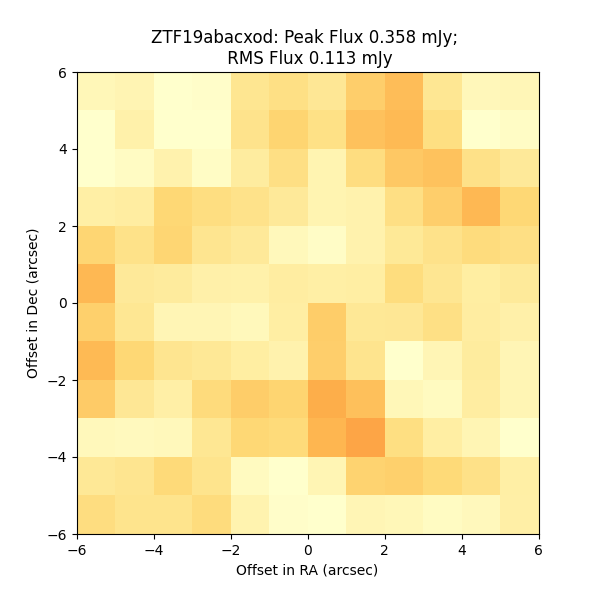 ZTF19abacxod: Peak Flux 0.358 mJy;
RMS Flux 0.113 mJy
6
4
2
0
−2
−4
−6
Offset in Dec (arcsec)
−6 −4 −2 0 2 4 6
Offset in RA (arcsec)